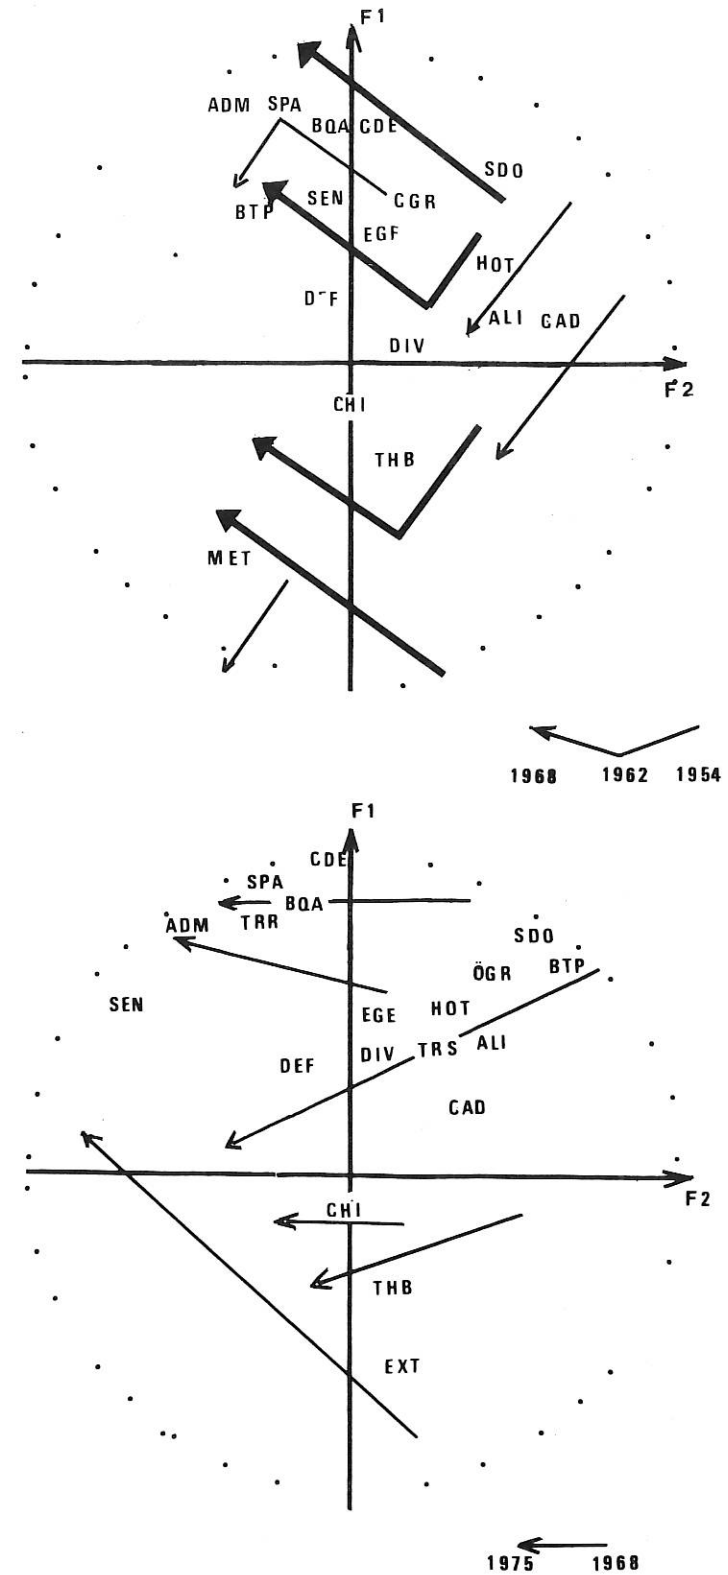 F1
ADM SPA
BQA CDE
SDO
BTP SEN CGR
EGF
HOT
D-F
ALI CAD
DIV
F2
CHI
THB
MET
1968 1962 1954
F1
CDE
SPA
BQA
ADM TRR
SDO
ÖGR BTP
SEN
EGE HOT
DEF DIV TRS ALI
CAD
F2
CHI
THB
EXT
1975 1968